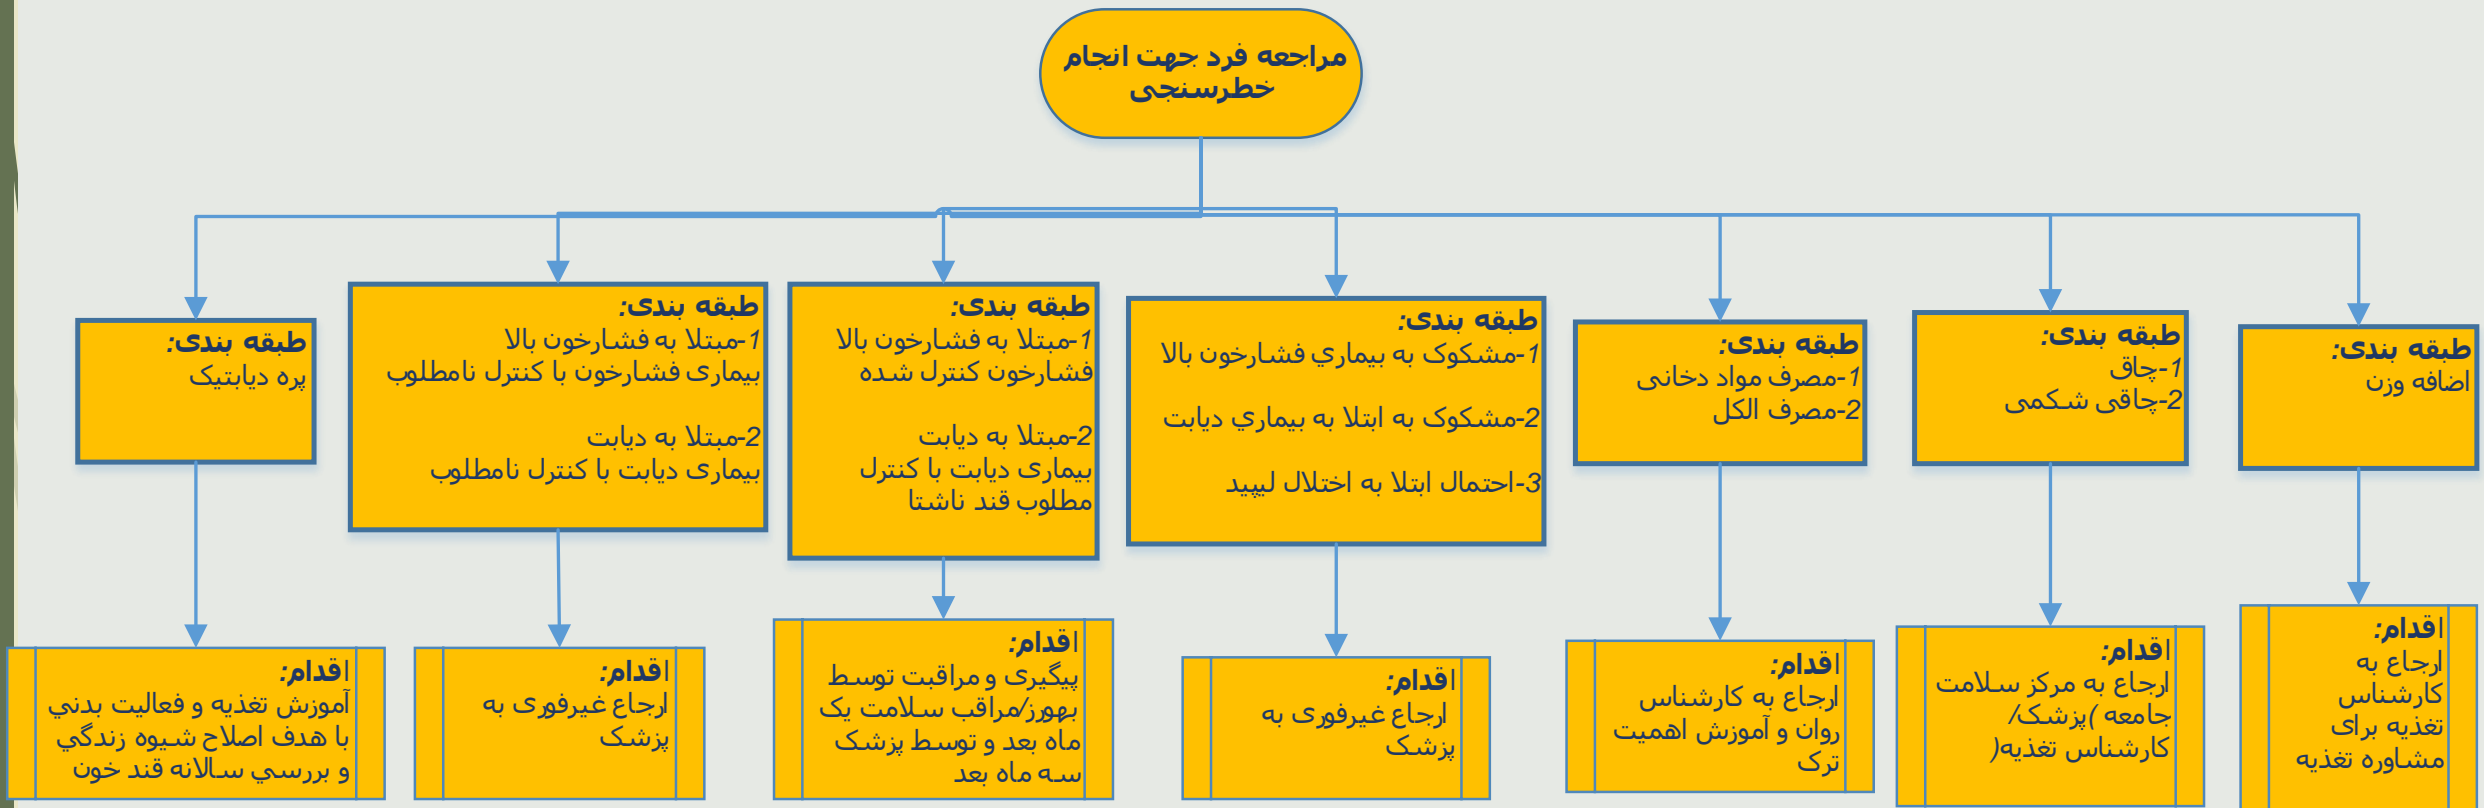 مراجعه فرد جهت انجام
خطرسنجی
طبقه بندی:
اضافه وزن
طبقه بندی:
1-چاق
2-چاقی شکمی
طبقه بندی:
1-مصرف مواد دخانی
2-مصرف الکل
طبقه بندی:
1-مشکوک به بیماري فشارخون بالا
2-مشکوک به ابتلا به بیماري دیابت
3-احتمال ابتلا به اختلال لیپید
طبقه بندی:
1-مبتلا به فشارخون بالا
فشارخون کنترل شده
2-مبتلا به دیابت
بیماری دیابت با کنترل
مطلوب قند ناشتا
طبقه بندی:
1-مبتلا به فشارخون بالا
بیماری فشارخون با کنترل نامطلوب
2-مبتلا به دیابت
بیماری دیابت با کنترل نامطلوب
طبقه بندی:
پره دیابتیک
اقدام:
ارجاع به
کارشناس
تغذیه برای
مشاوره تغذیه
اقدام:
ارجاع به مرکز سلامت
جامعه )پزشک/
کارشناس تغذیه(
اقدام:
ارجاع به کارشناس
روان و آموزش اهمیت
ترک
اقدام:
ارجاع غیرفوری به
پزشک
اقدام:
پیگیری و مراقبت توسط
بهورز/مراقب سلامت یک
ماه بعد و توسط پزشک
سه ماه بعد
اقدام:
ارجاع غیرفوری به
پزشک
اقدام:
آموزش تغذیه و فعالیت بدني
با هدف اصلاح شیوه زندگي
و بررسي سالانه قند خون